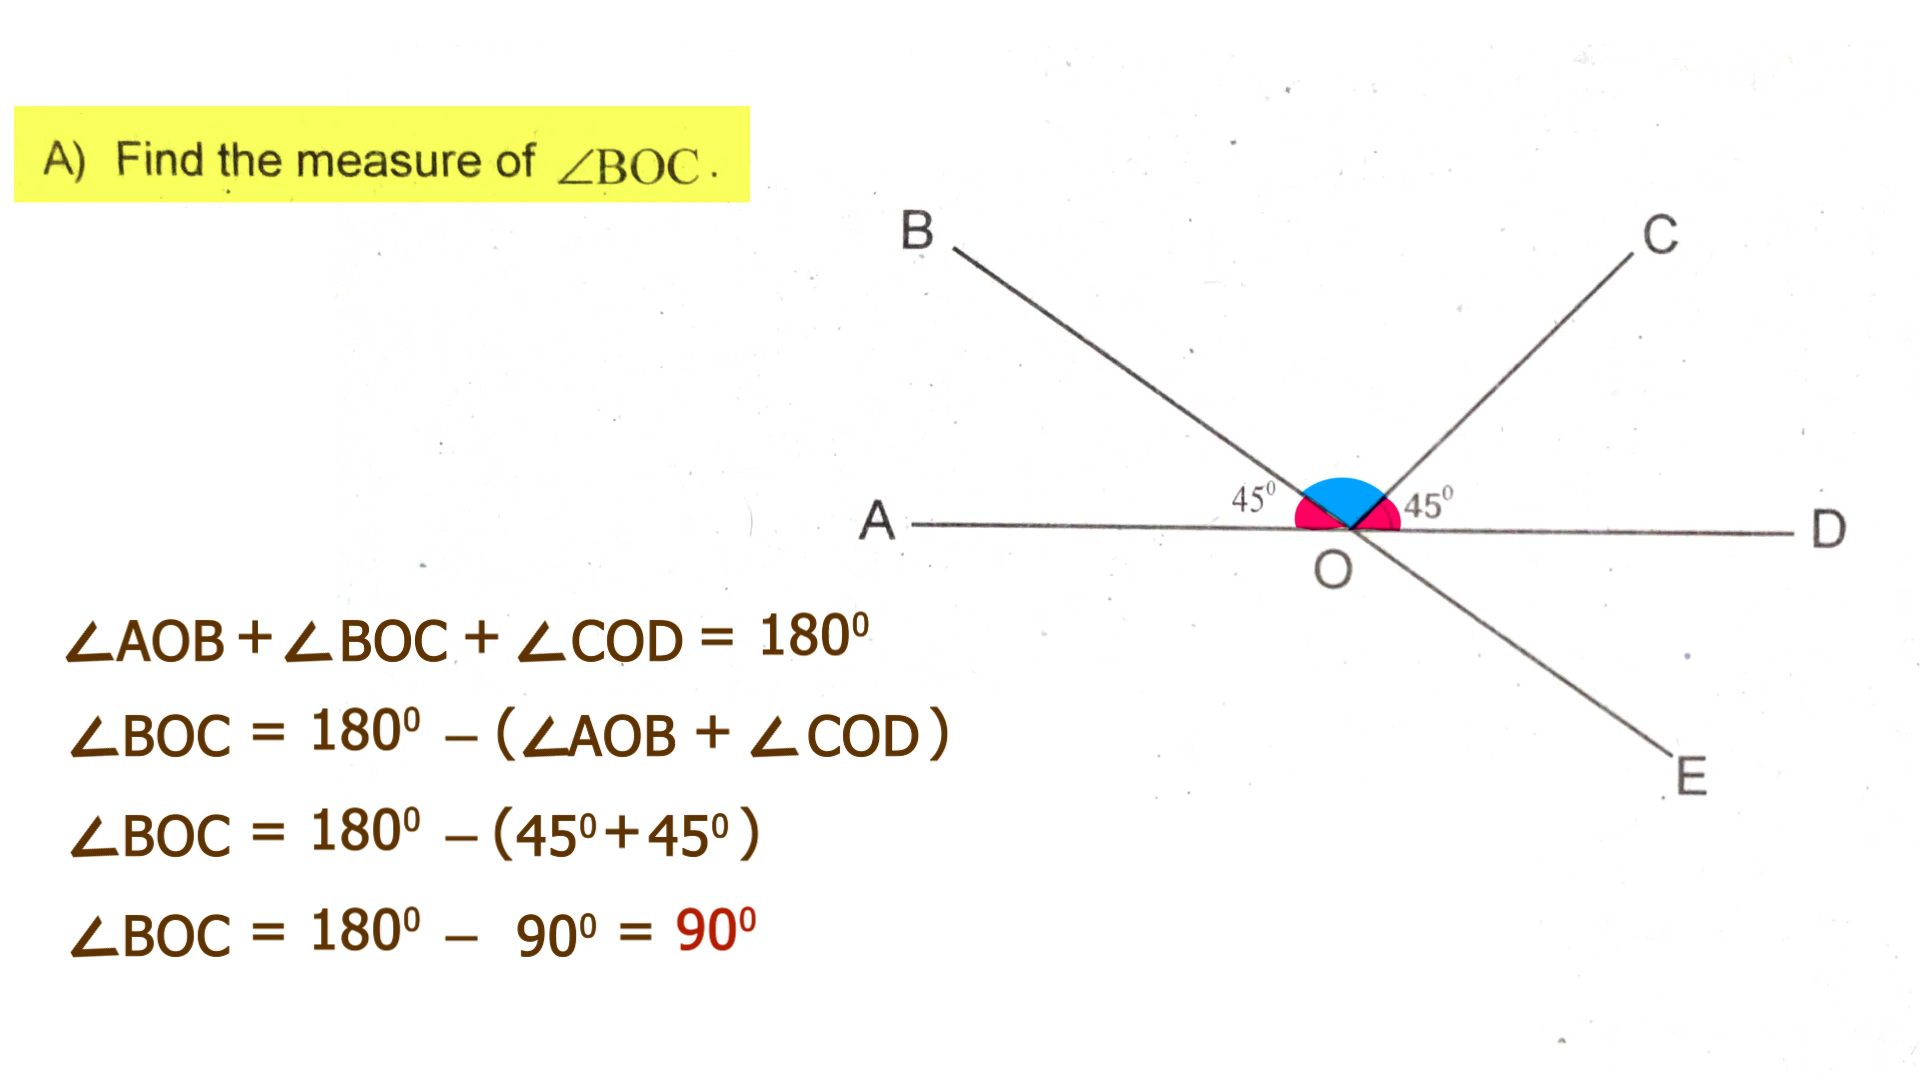 A) Find the measure of ∠BOC.
B
C
45⁰
45⁰
A
D
O
E
∠AOB + ∠BOC + ∠COD = 180⁰
∠BOC = 180⁰ – (∠AOB + ∠COD)
∠BOC = 180⁰ – (45⁰+45⁰)
∠BOC = 180⁰ – 90⁰ = 90⁰